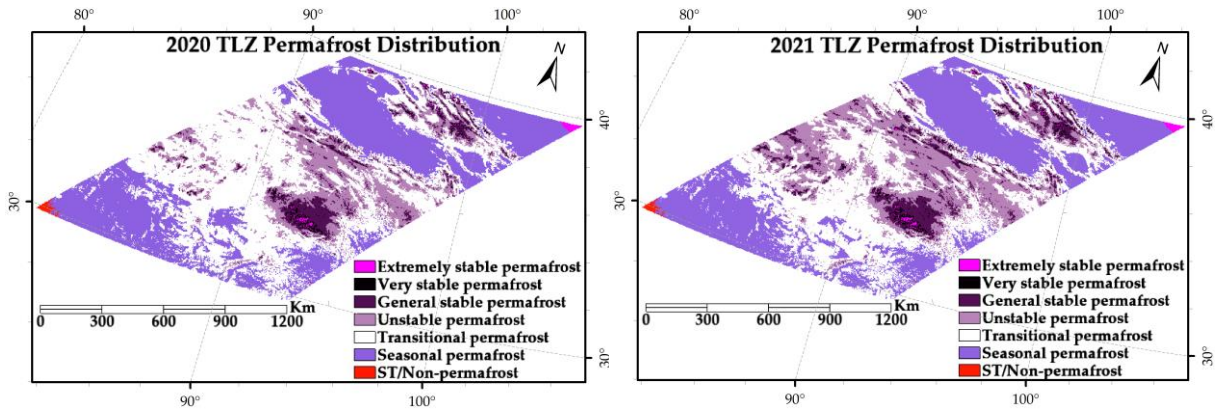 80° 90° 100°
2020 TLZ Permafrost Distribution
N
40°
30°
Extremely stable permafrost
Very stable permafrost
General stable permafrost
Unstable permafrost
Transitional permafrost
Seasonal permafrost
ST/Non-permafrost
Km
0 300 600 900 1200
30°
90° 100°
80° 90° 100°
2021 TLZ Permafrost Distribution
N
40°
30°
Extremely stable permafrost
Very stable permafrost
General stable permafrost
Unstable permafrost
Transitional permafrost
Seasonal permafrost
ST/Non-permafrost
Km
0 300 600 900 1200
30°
90° 100°